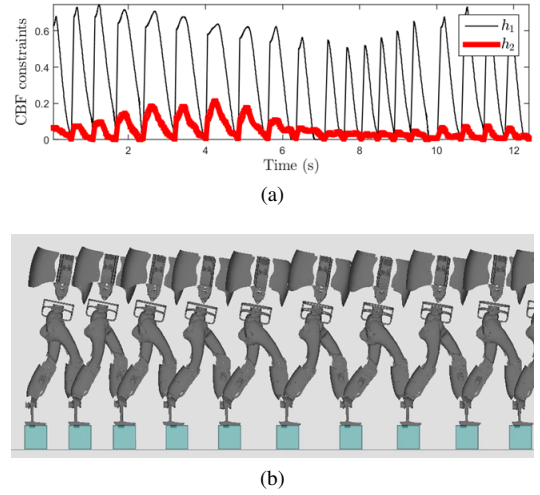 CBF constraints
0.6
0.4
0.2
0
h₁
h₂
2 4 6 8 10 12
Time (s)
(a)
(b)